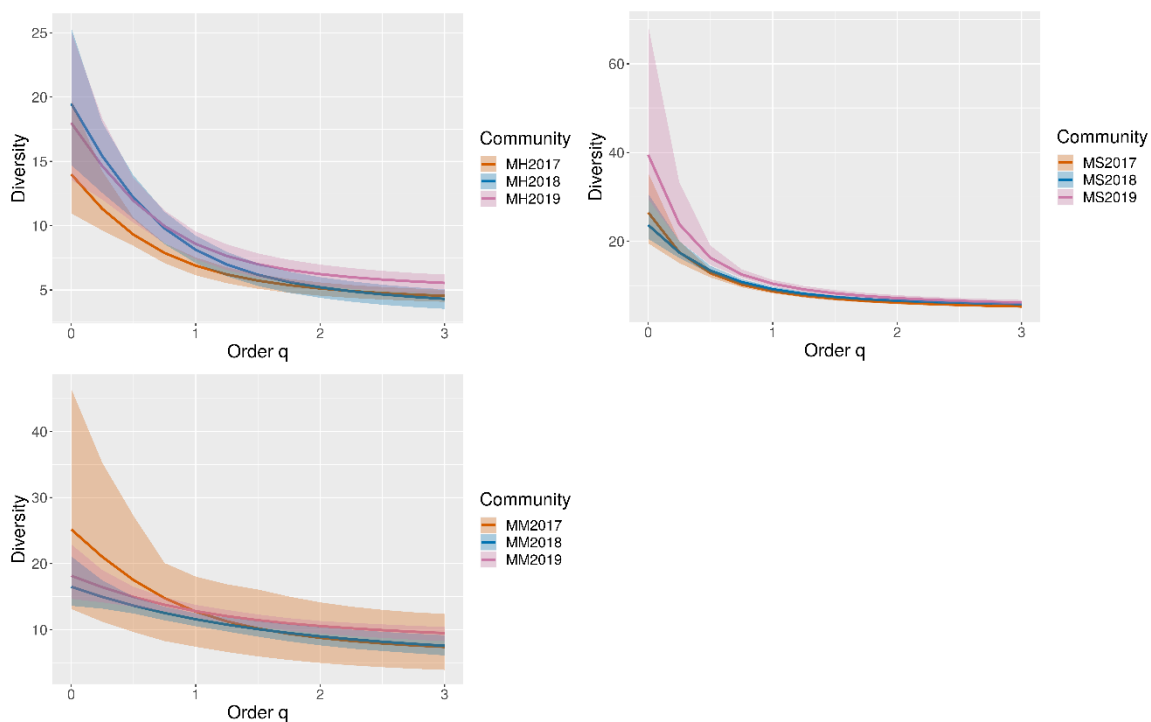 25
20
15
10
5
Diversity
0
1
2
3
Order q
Community
MH2017
MH2018
MH2019
60
40
20
Diversity
0
1
2
3
Order q
Community
MS2017
MS2018
MS2019
40
30
20
10
Diversity
0
1
2
3
Order q
Community
MM2017
MM2018
MM2019